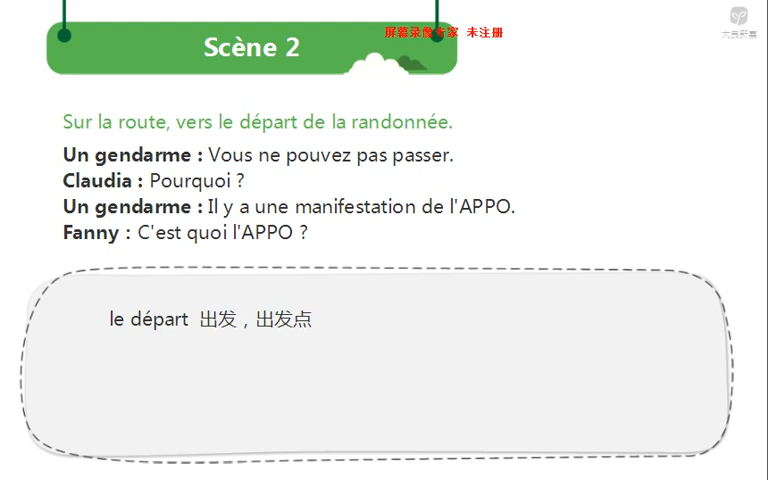 屏幕录像专家 未注册
Scène 2
Sur la route, vers le départ de la randonnée.
Un gendarme : Vous ne pouvez pas passer.
Claudia : Pourquoi ?
Un gendarme : Il y a une manifestation de l'APPO.
Fanny : C'est quoi l'APPO ?
le départ 出发，出发点